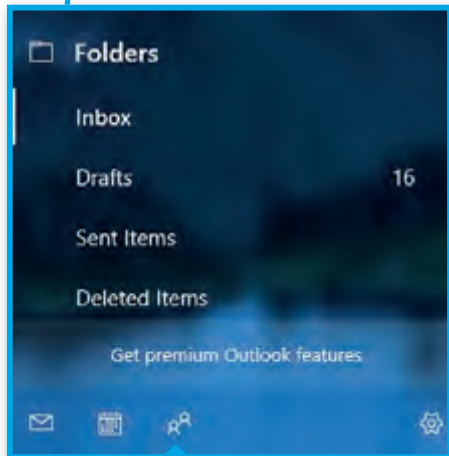 Folders
Inbox
Drafts 16
Sent Items
Deleted Items
Get premium Outlook features